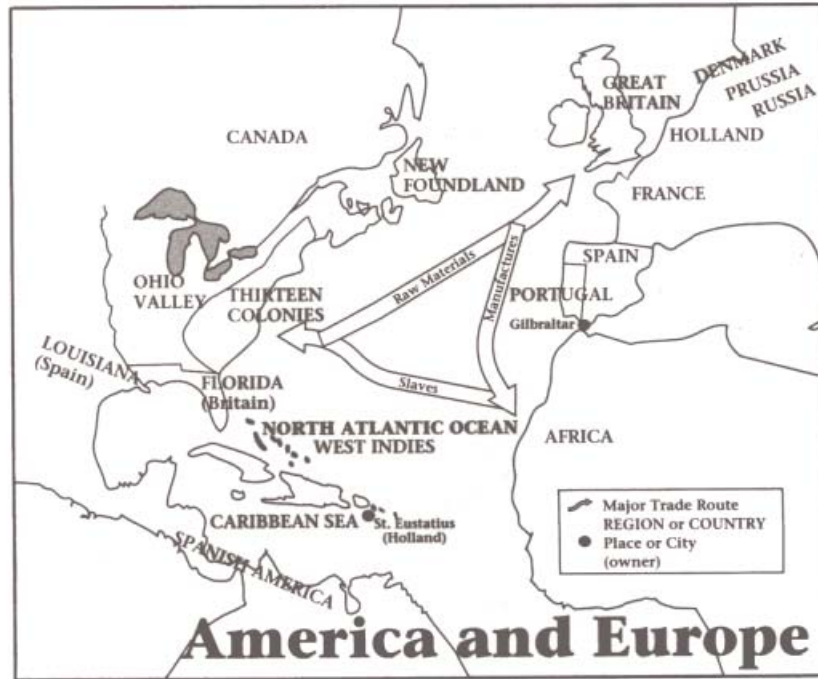 DENMARK
PRUSSIA
RUSSIA
GREAT
BRITAIN
HOLLAND
CANADA
NEW
FOUNDLAND
FRANCE
SPAIN
PORTUGAL
Gilbraltar
OHIO
VALLEY
THIRTEEN
COLONIES
Raw Materials
Manufactures
Slaves
LOUISIANA
(Spain)
FLORIDA
(Britain)
NORTH ATLANTIC OCEAN
WEST INDIES
AFRICA
CARIBBEAN SEA
St. Eustatius
(Holland)
SPANISH AMERICA
Major Trade Route
REGION or COUNTRY
Place or City
(owner)
America and Europe